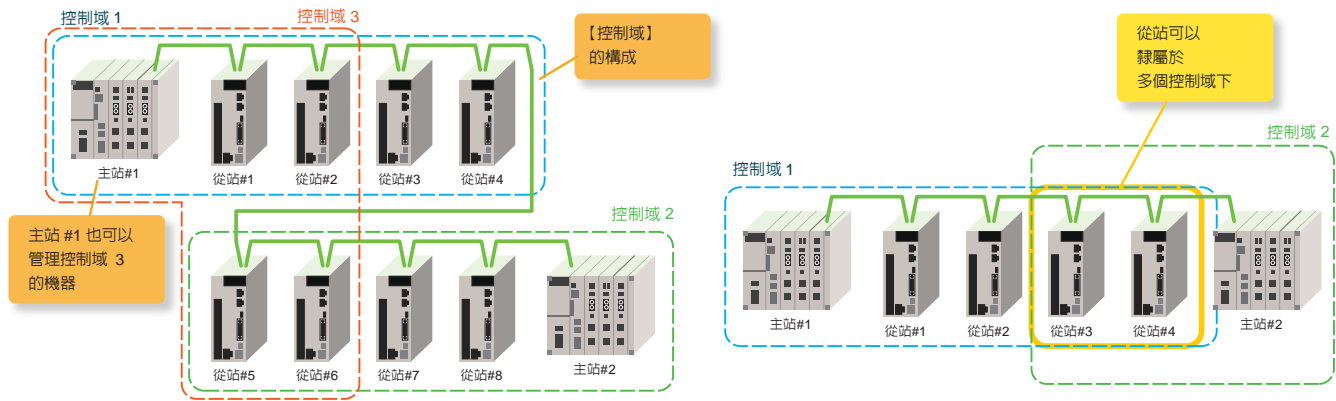 控制域 1
控制域 3
【控制域】
的構成
主站#1
從站#1
從站#2
從站#3
從站#4
主站 #1 也可以
管理控制域 3
的機器
控制域 2
從站#5
從站#6
從站#7
從站#8
主站#2
從站可以
隸屬於
多個控制域下
控制域 2
控制域 1
主站#1
從站#1
從站#2
從站#3
從站#4
主站#2